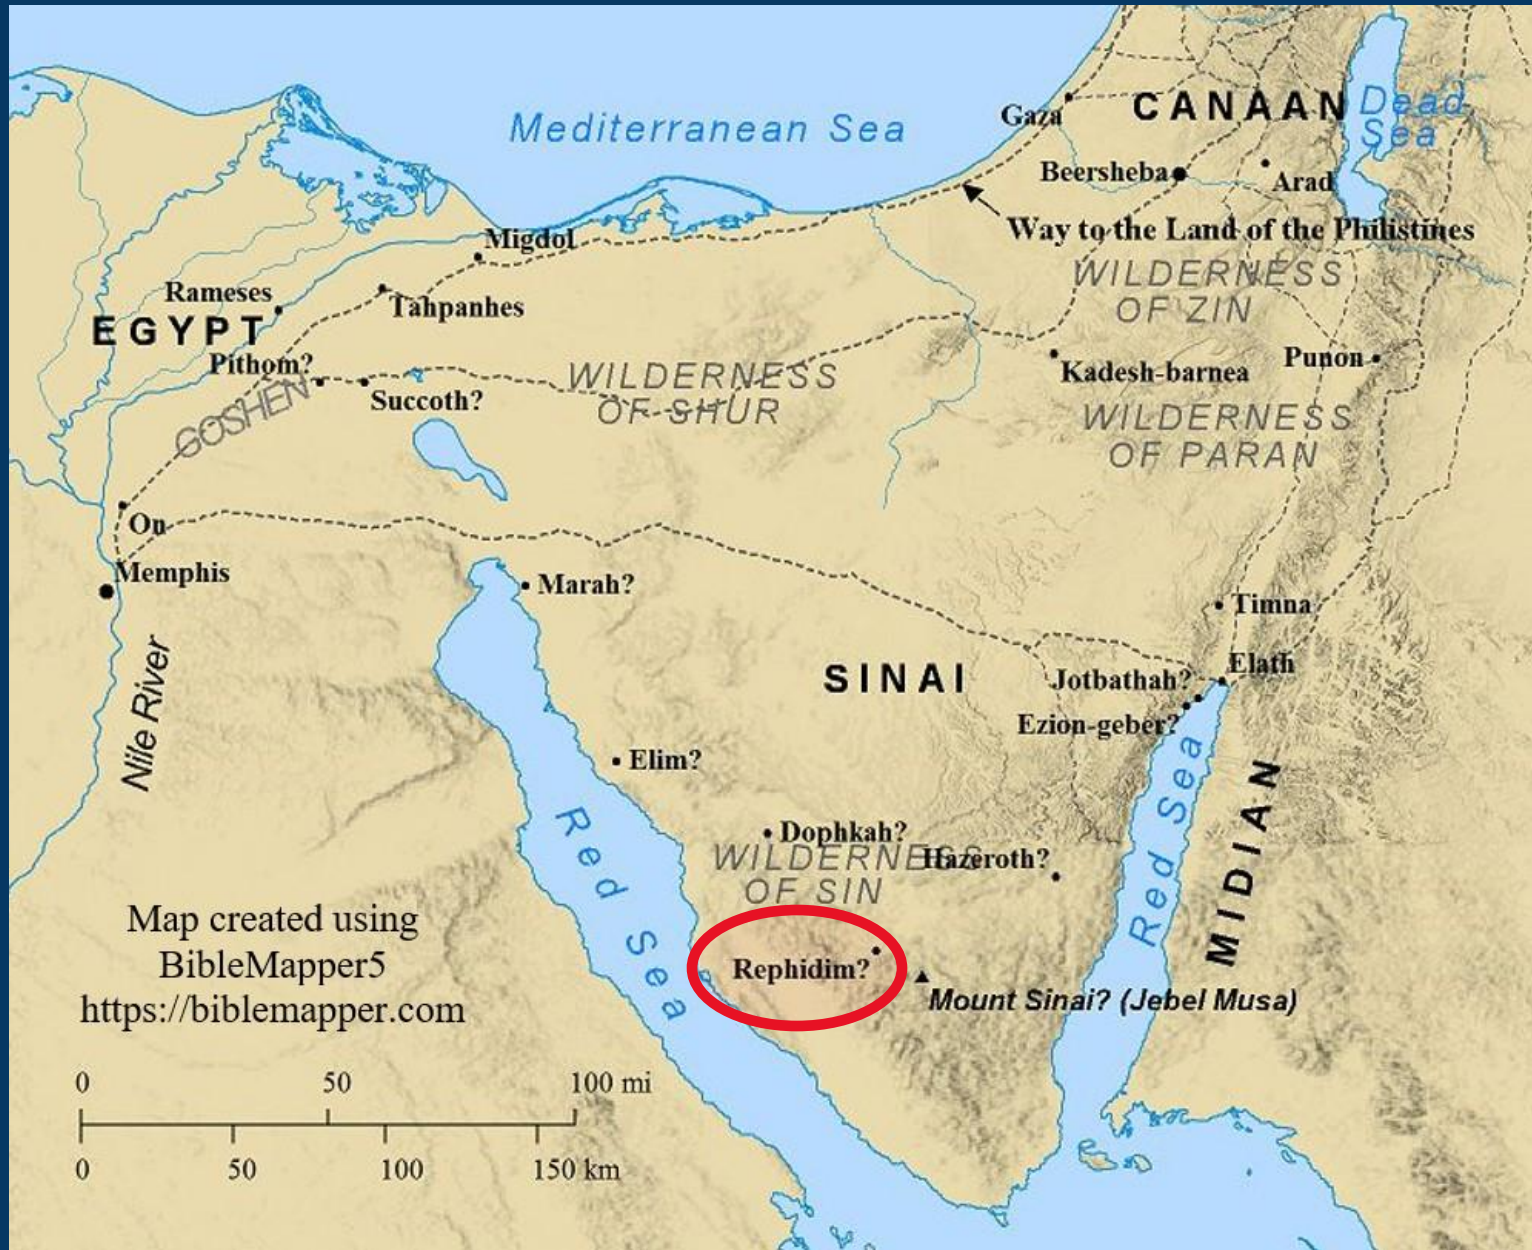 Mediterranean Sea
Gaza
CANAAN
Dead
Sea
Beersheba
Arad
Way to the Land of the Philistines
Migdol
WILDERNESS
OF ZIN
Rameses
Tahpanhes
EGYPT
Pithom?
GOSHEN
Succoth?
WILDERNESS
OF SHUR
Kadesh-barnea
Punon
WILDERNESS
OF PARAN
On
Memphis
Marah?
Timna
Nile River
SINAI
Elath
Jotbathah?
Ezion-geber?
Elim?
Red Sea
Red Sea
MIDIAN
Dophkah?
WILDERNESS
OF SIN
Hazeroth?
Rephidim?
Mount Sinai? (Jebel Musa)
Map created using
BibleMapper5
https://biblemapper.com
0 50 100 mi
0 50 100 150 km